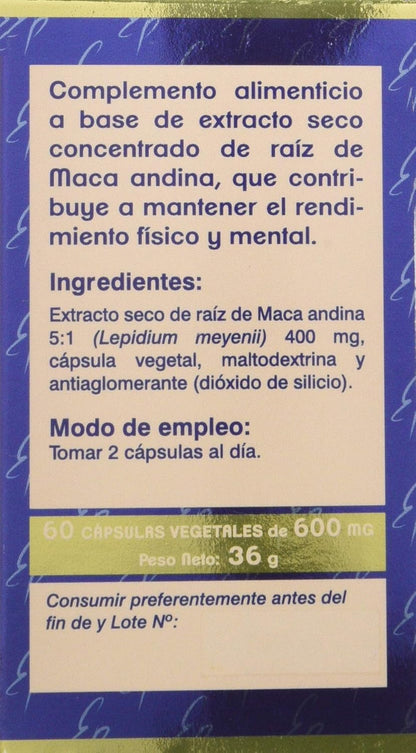 Complemento alimenticio
a base de extracto seco
concentrado de raíz de
Maca andina, que contri-
buye a mantener el rendi-
miento físico y mental.
Ingredientes:
Extracto seco de raíz de Maca andina
5:1 (Lepidium meyenii) 400 mg,
cápsula vegetal, maltodextrina y
antiaglomerante (dióxido de silicio).
Modo de empleo:
Tomar 2 cápsulas al día.
60 CÁPSULAS VEGETALES de 600 MG
Peso Neto: 36 g
Consumir preferentemente antes del
fin de y Lote Nº: